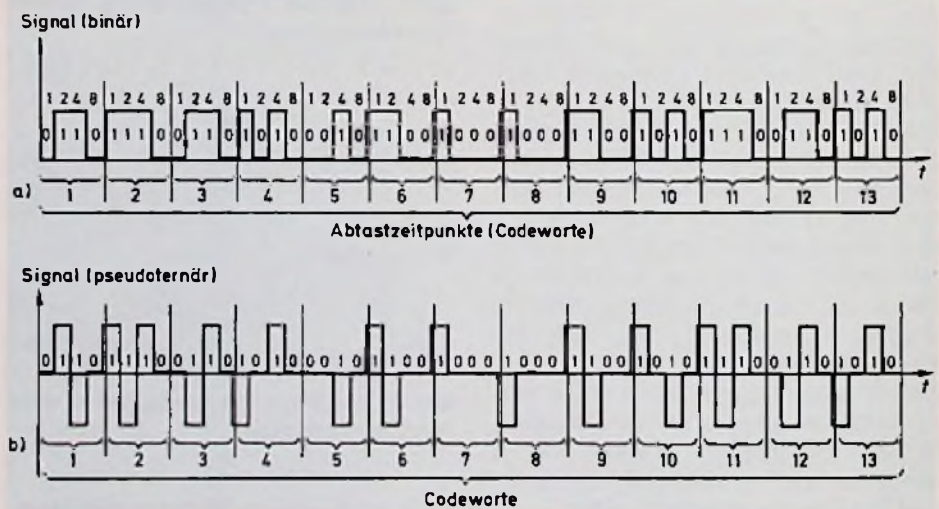 Signal (binär)
1 2 4 8 1 2 4 8 1 2 4 8 1 2 4 8 1 2 4 8 1 2 4 8 1 2 4 8 1 2 4 8 1 2 4 8 1 2 4 8 1 2 4 8 1 2 4 8 1 2 4 8
0 1 1 0 1 1 1 0 0 1 1 0 1 0 1 0 0 0 1 0 1 1 0 0 1 0 0 0 1 0 0 0 1 1 0 0 1 0 1 0 1 1 1 0 0 1 1 0 1 0 1 0
t
a) 1 2 3 4 5 6 7 8 9 10 11 12 13
Abtastzeitpunkte (Codeworte)
Signal (pseudoternär)
0 1 1 0 1 1 1 0 0 1 1 0 1 0 1 0 0 0 1 0 1 1 0 0 1 0 0 0 1 0 0 0 1 1 0 0 1 0 1 0 1 1 1 0 0 1 1 0 1 0 1 0
t
b) 1 2 3 4 5 6 7 8 9 10 11 12 13
Codeworte